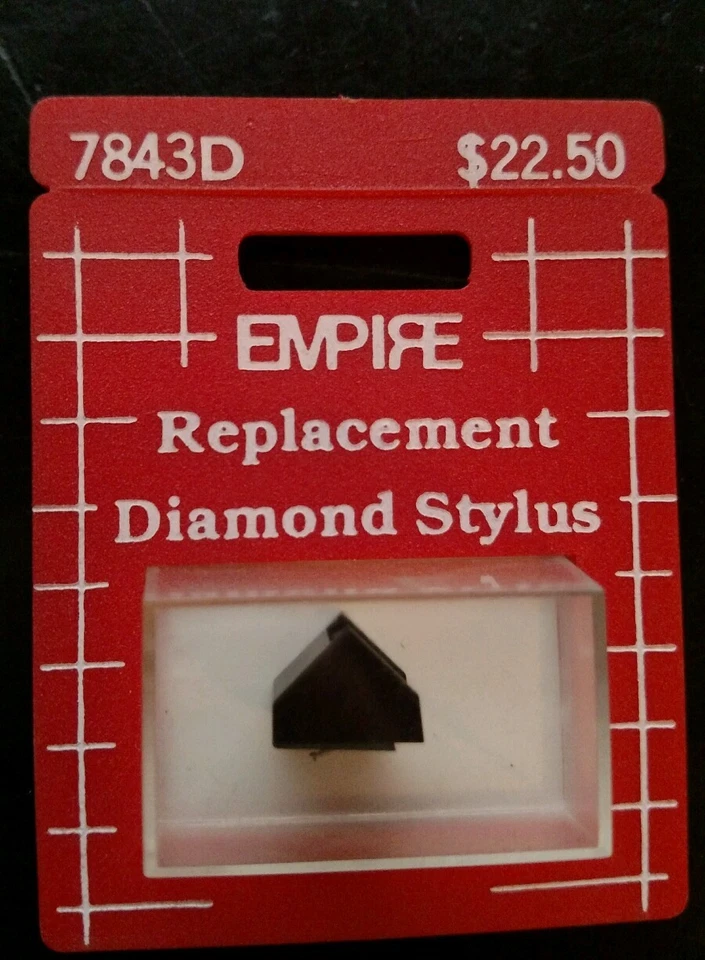 7843D $22.50
EMPIRE
Replacement
Diamond Stylus